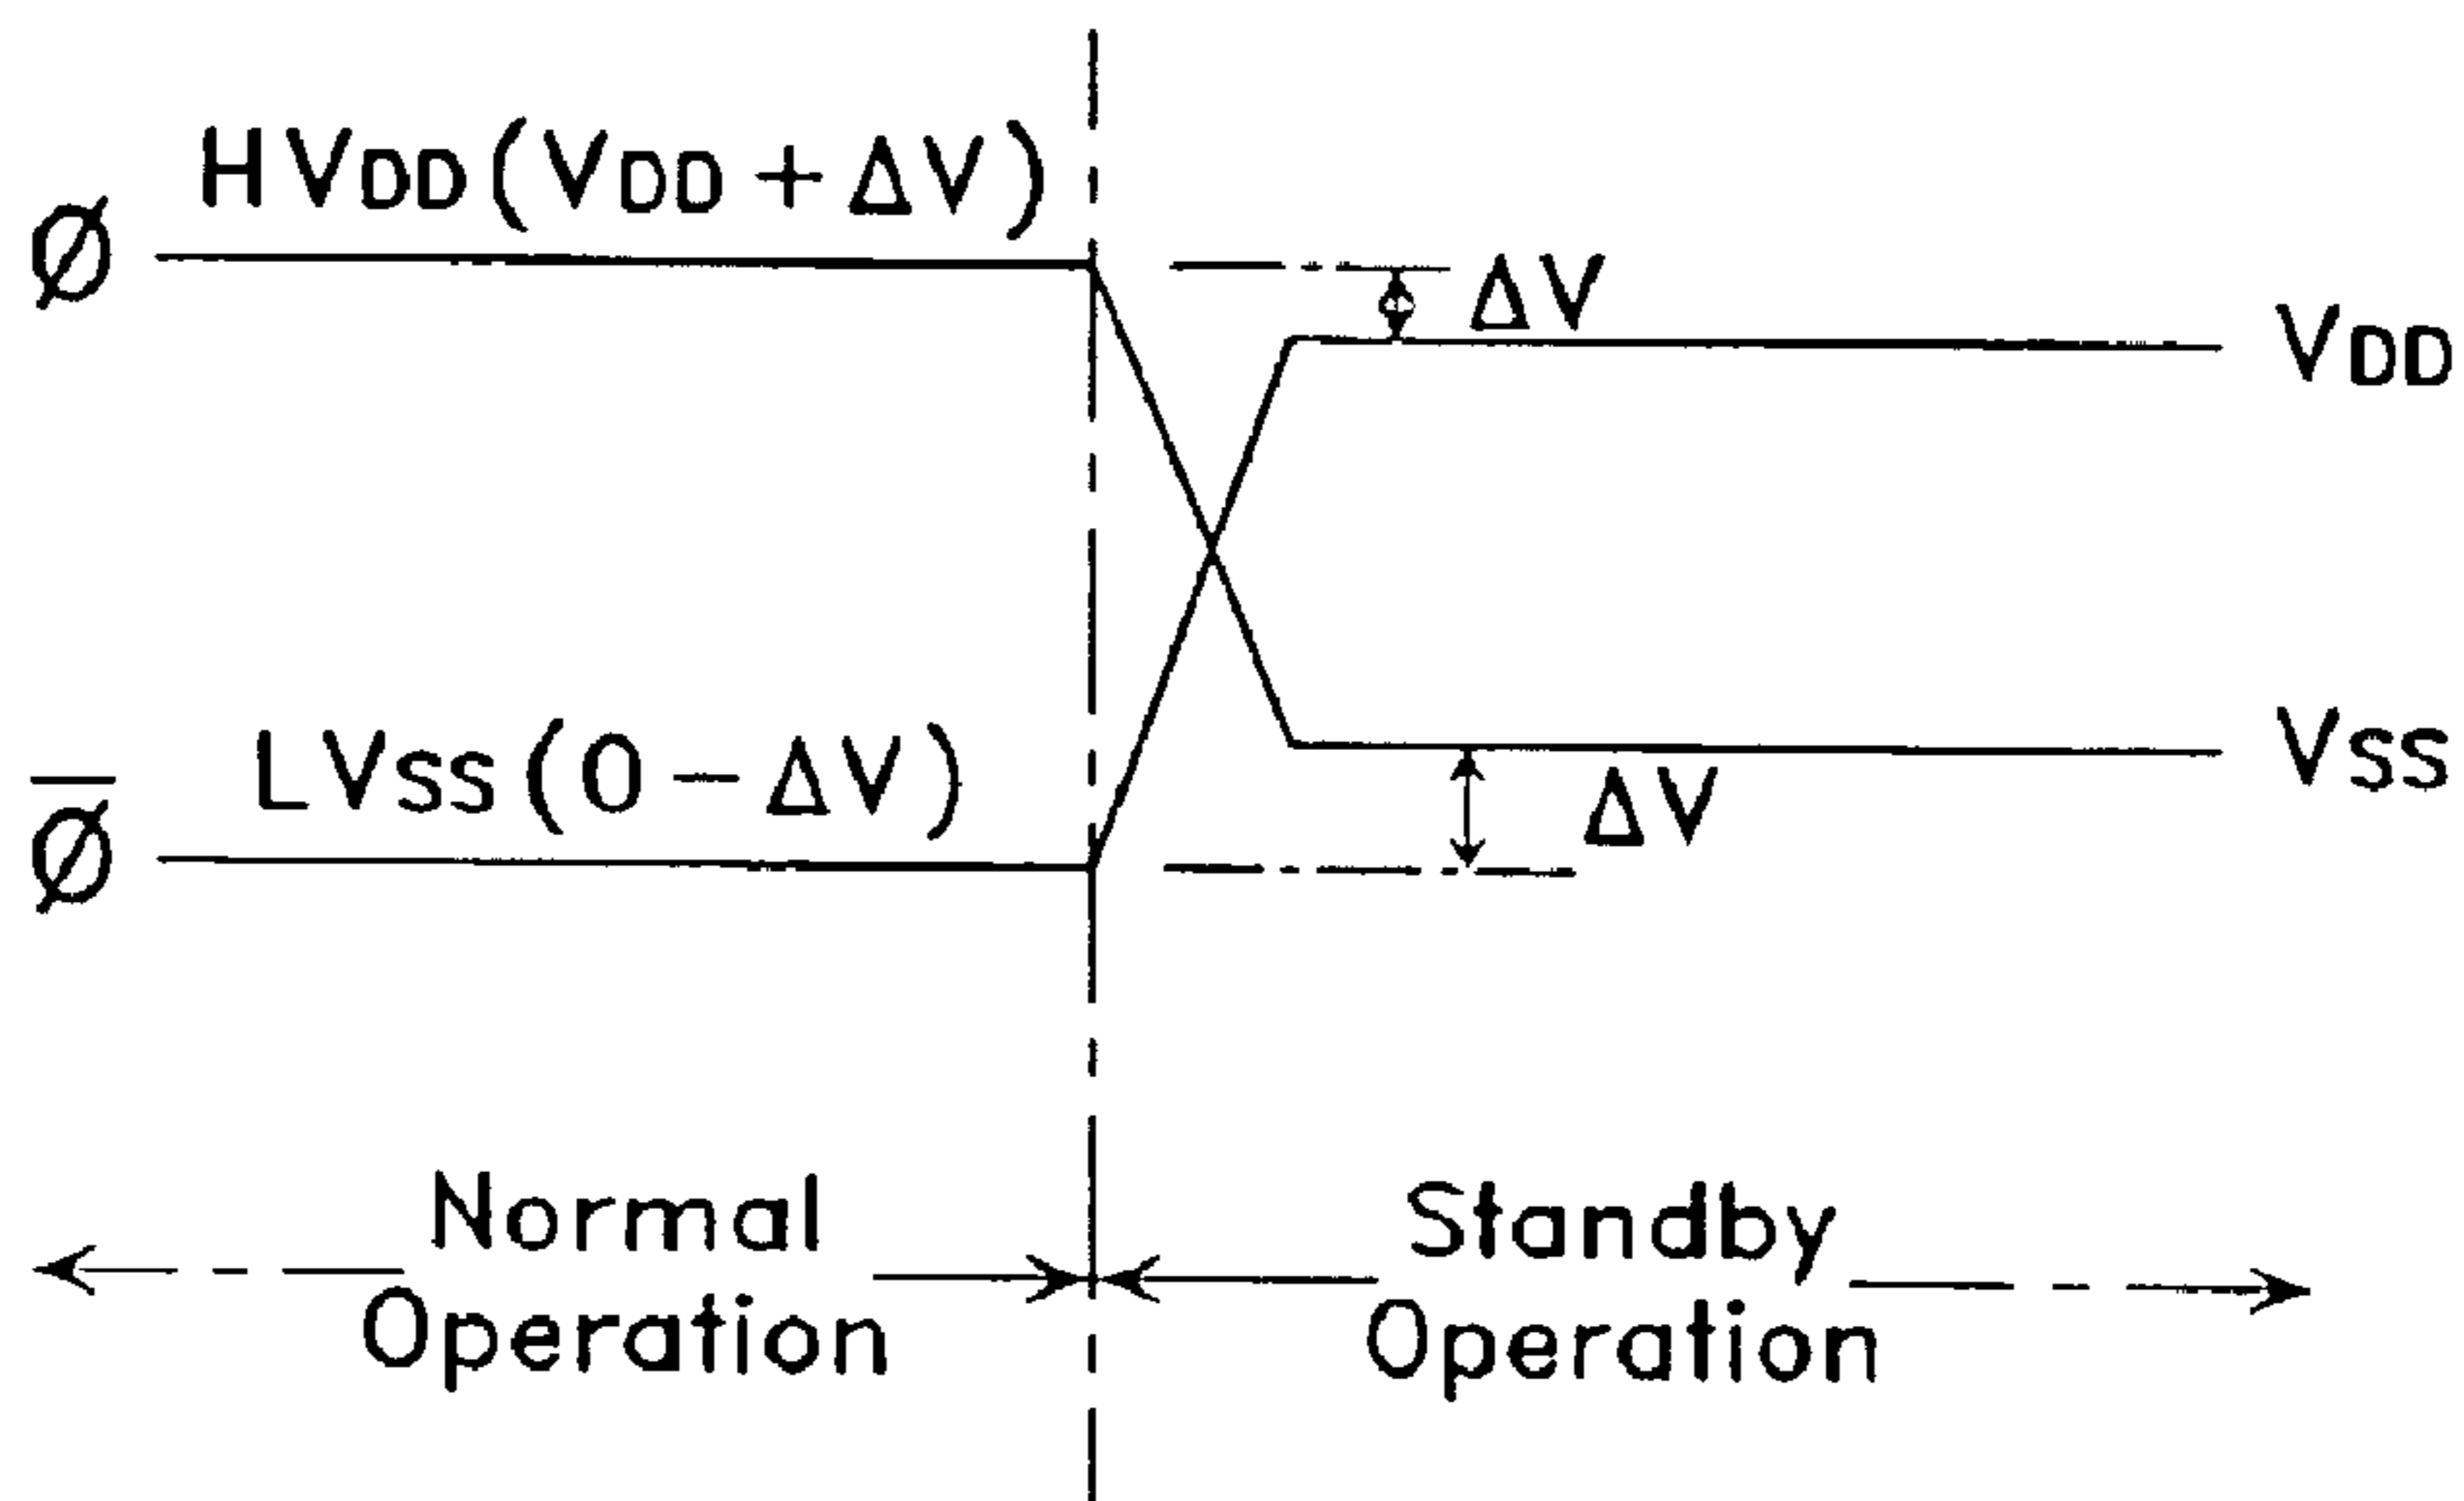 HVDD(VDD+ΔV)
Ø
ΔV
VDD
LVSS(0-ΔV)
VSS
Ø̅
ΔV
Normal
Operation
Standby
Operation